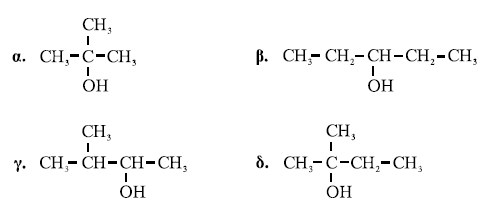 CH₃
α. CH₃–C–CH₃
OH
β. CH₃–CH₂–CH–CH₂–CH₃
OH
CH₃
γ. CH₃–CH–CH–CH₃
OH
CH₃
δ. CH₃–C–CH₂–CH₃
OH